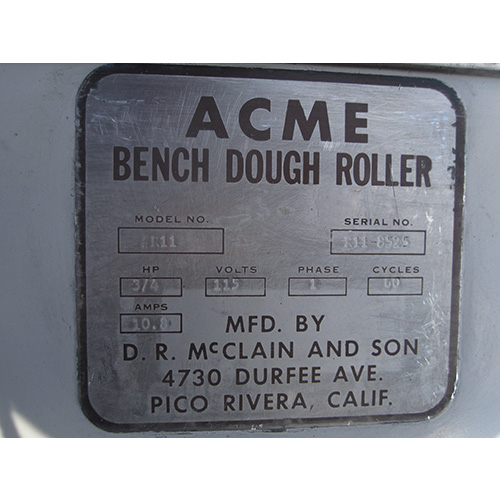 ACME
BENCH DOUGH ROLLER
MODEL NO. SERIAL NO.
HP VOLTS PHASE CYCLES
3/4 115 1 60
AMPS
10.8
MFD. BY
D. R. McCLAIN AND SON
4730 DURFEE AVE.
PICO RIVERA, CALIF.